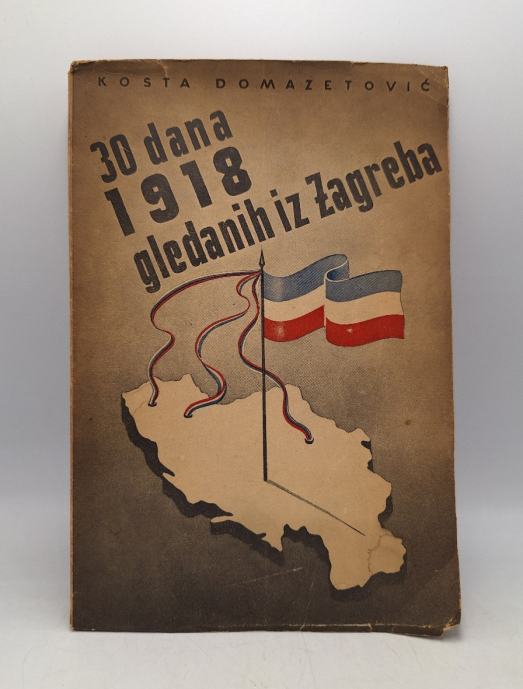 KOSTA DOMAZETOVIĆ
30 dana
1918
gledanih iz Zagreba